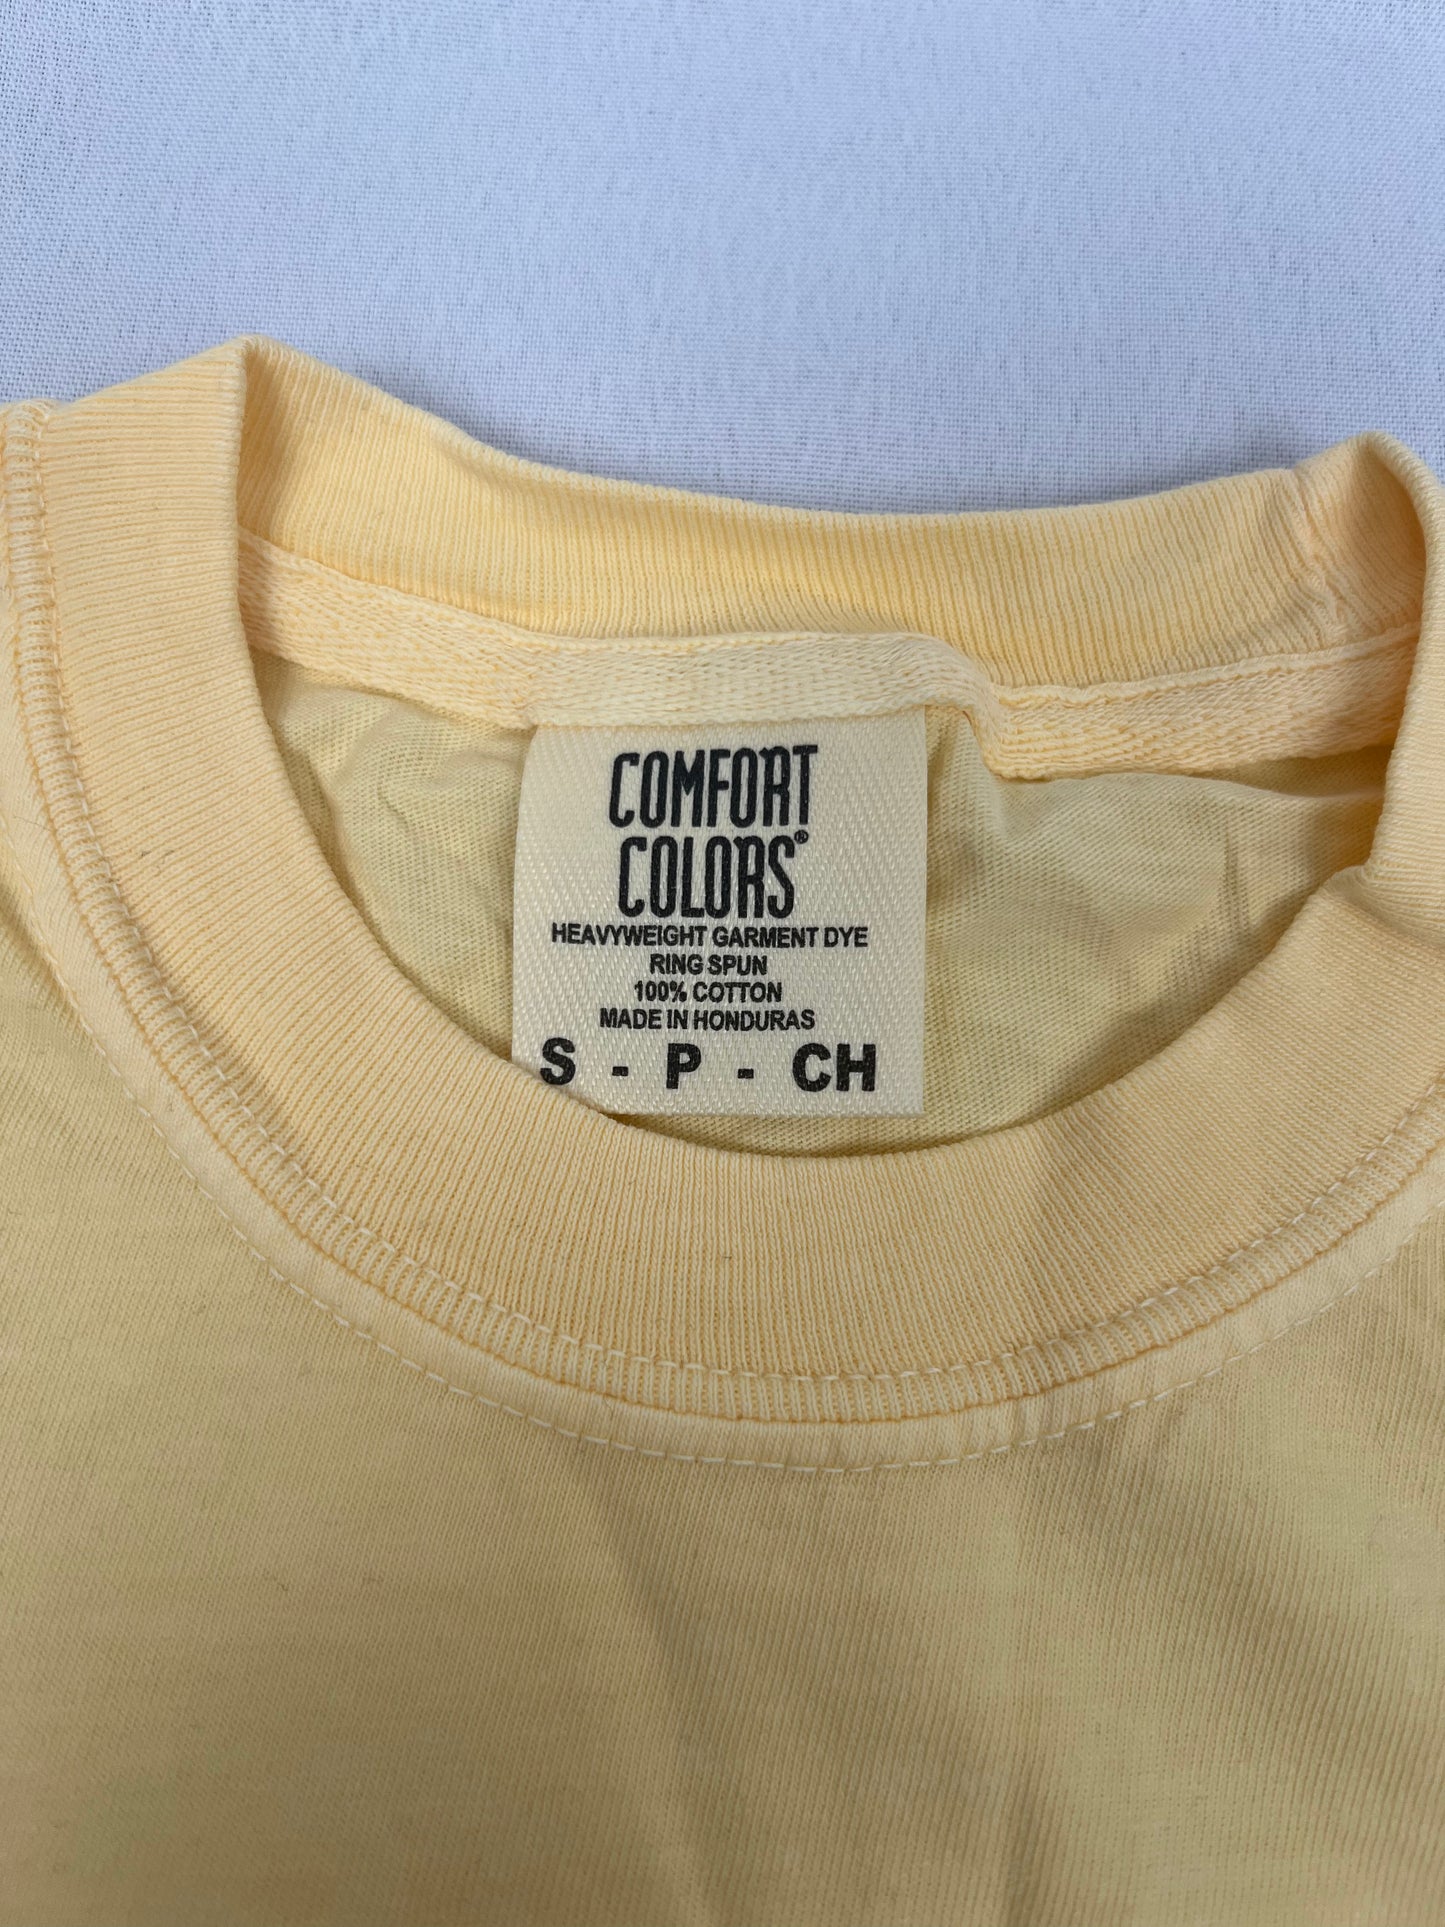 COMFORT
COLORS®
HEAVYWEIGHT GARMENT DYE
RING SPUN
100% COTTON
MADE IN HONDURAS
S - P - CH